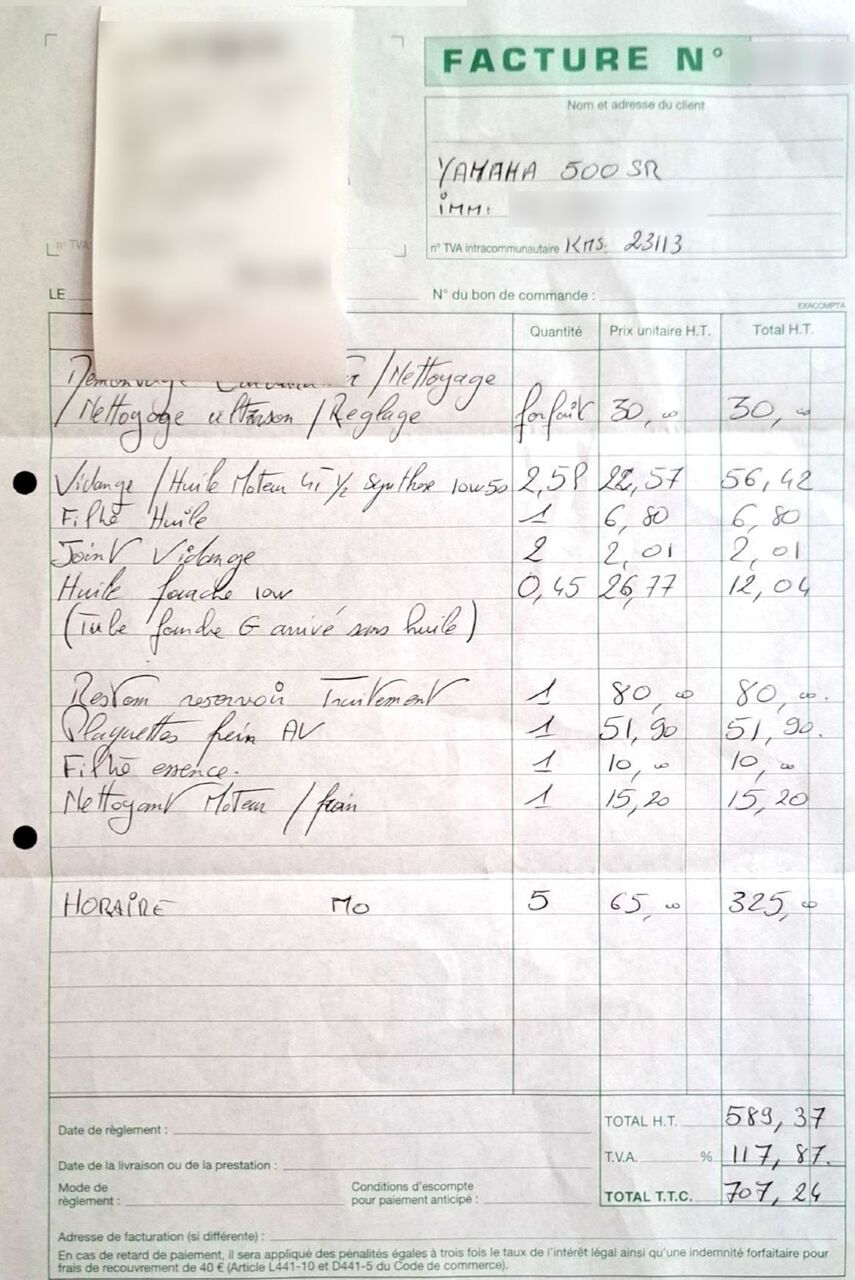 FACTURE N°
Nom et adresse du client
YAMAHA 500 SR
imm:
n° TVA
n° TVA intracommunautaire Kms. 23113
LE
N° du bon de commande :
EXACOMPTA
Quantité Prix unitaire H.T. Total H.T.
Demontage / Nettoyage
/ Nettoyage ultrason / Reglage forfait 30,00 30,00
Vidange / Huile Moteur 4T 1/2 Synthese 10w50 2,5 22,57 56,42
Filtre Huile 1 6,80 6,80
Joint Vidange 2 2,01 2,01
Huile fourche 10w 0,45 26,77 12,04
(Tube fourche G arrivé sans huile)
reservoir Traitement 1 80,00 80,00.
Plaquettes frein AV 1 51,90 51,90.
Filtre essence. 1 10,00 10,00
Nettoyant Moteur / frein 1 15,20 15,20
HORAIRE MO 5 65,00 325,00
TOTAL H.T. 589,37
Date de règlement :
T.V.A. % 117,87.
Date de la livraison ou de la prestation :
Mode de règlement :
Conditions d'escompte pour paiement anticipé :
TOTAL T.T.C. 707,24
Adresse de facturation (si différente) :
En cas de retard de paiement, il sera appliqué des pénalités égales à trois fois le taux de l'intérêt légal ainsi qu'une indemnité forfaitaire pour
frais de recouvrement de 40 € (Article L441-10 et D441-5 du Code de commerce).